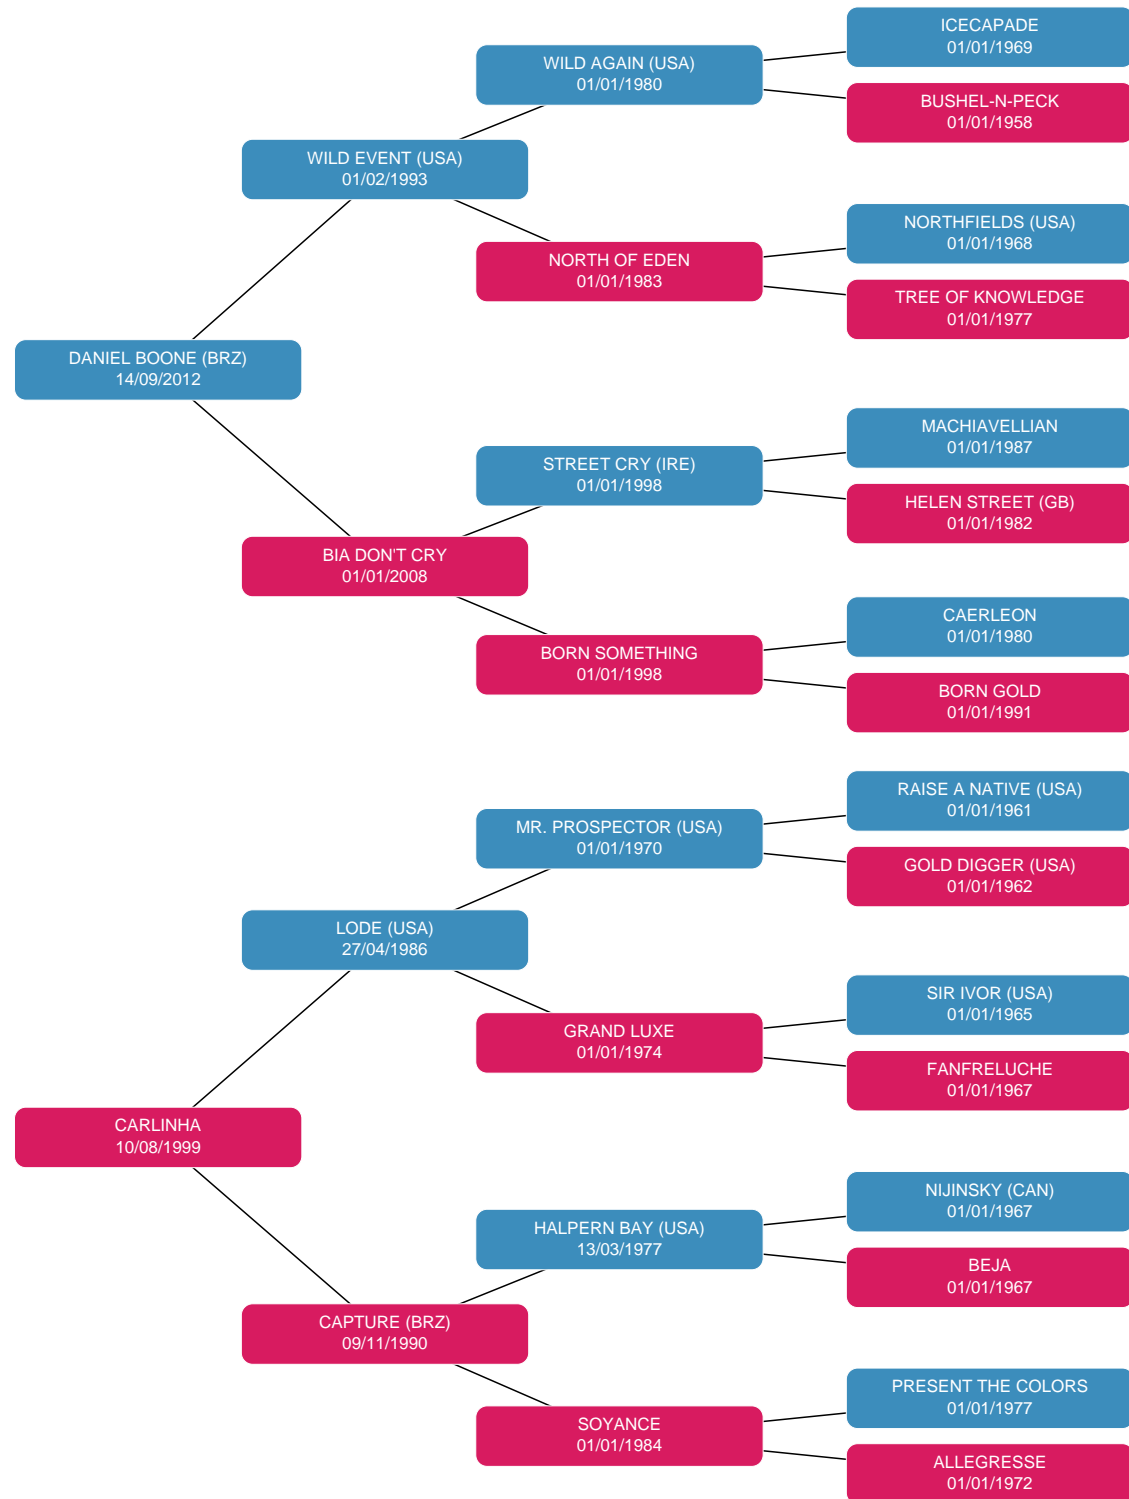 ICECAPADE
01/01/1969
WILD AGAIN (USA)
01/01/1980
BUSHEL-N-PECK
01/01/1958
WILD EVENT (USA)
01/02/1993
NORTHFIELDS (USA)
01/01/1968
NORTH OF EDEN
01/01/1983
TREE OF KNOWLEDGE
01/01/1977
DANIEL BOONE (BRZ)
14/09/2012
MACHIAVELLIAN
01/01/1987
STREET CRY (IRE)
01/01/1998
HELEN STREET (GB)
01/01/1982
BIA DON'T CRY
01/01/2008
CAERLEON
01/01/1980
BORN SOMETHING
01/01/1998
BORN GOLD
01/01/1991
RAISE A NATIVE (USA)
01/01/1961
MR. PROSPECTOR (USA)
01/01/1970
GOLD DIGGER (USA)
01/01/1962
LODE (USA)
27/04/1986
SIR IVOR (USA)
01/01/1965
GRAND LUXE
01/01/1974
FANFRELUCHE
01/01/1967
CARLINHA
10/08/1999
NIJINSKY (CAN)
01/01/1967
HALPERN BAY (USA)
13/03/1977
BEJA
01/01/1967
CAPTURE (BRZ)
09/11/1990
PRESENT THE COLORS
01/01/1977
SOYANCE
01/01/1984
ALLEGRESSE
01/01/1972